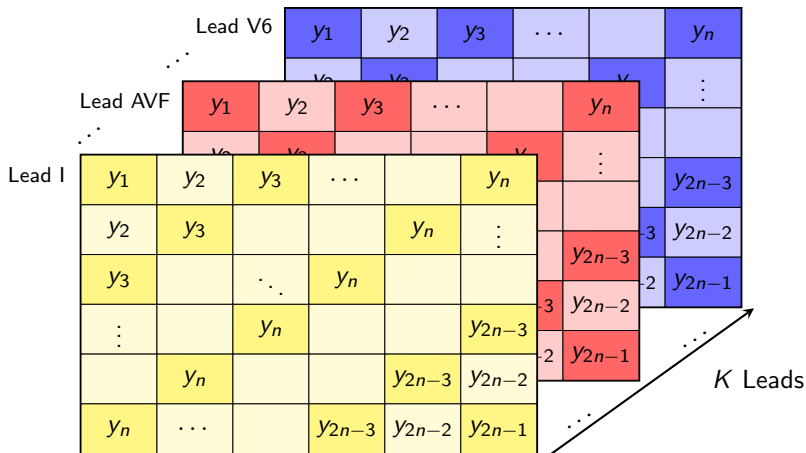 Lead V6 y₁ y₂ y₃ ⋯ yₙ
⋮
Lead AVF y₁ y₂ y₃ ⋯ yₙ
⋮
Lead I y₁ y₂ y₃ ⋯ yₙ
y₂ y₃ yₙ ⋮
y₃ ⋱ yₙ
⋮ yₙ y₂ₙ₋₃
yₙ y₂ₙ₋₃ y₂ₙ₋₂
yₙ ⋯ y₂ₙ₋₃ y₂ₙ₋₂ y₂ₙ₋₁
y₂ₙ₋₃
y₂ₙ₋₂
y₂ₙ₋₁
y₂ₙ₋₃
y₂ₙ₋₂
y₂ₙ₋₁
K Leads